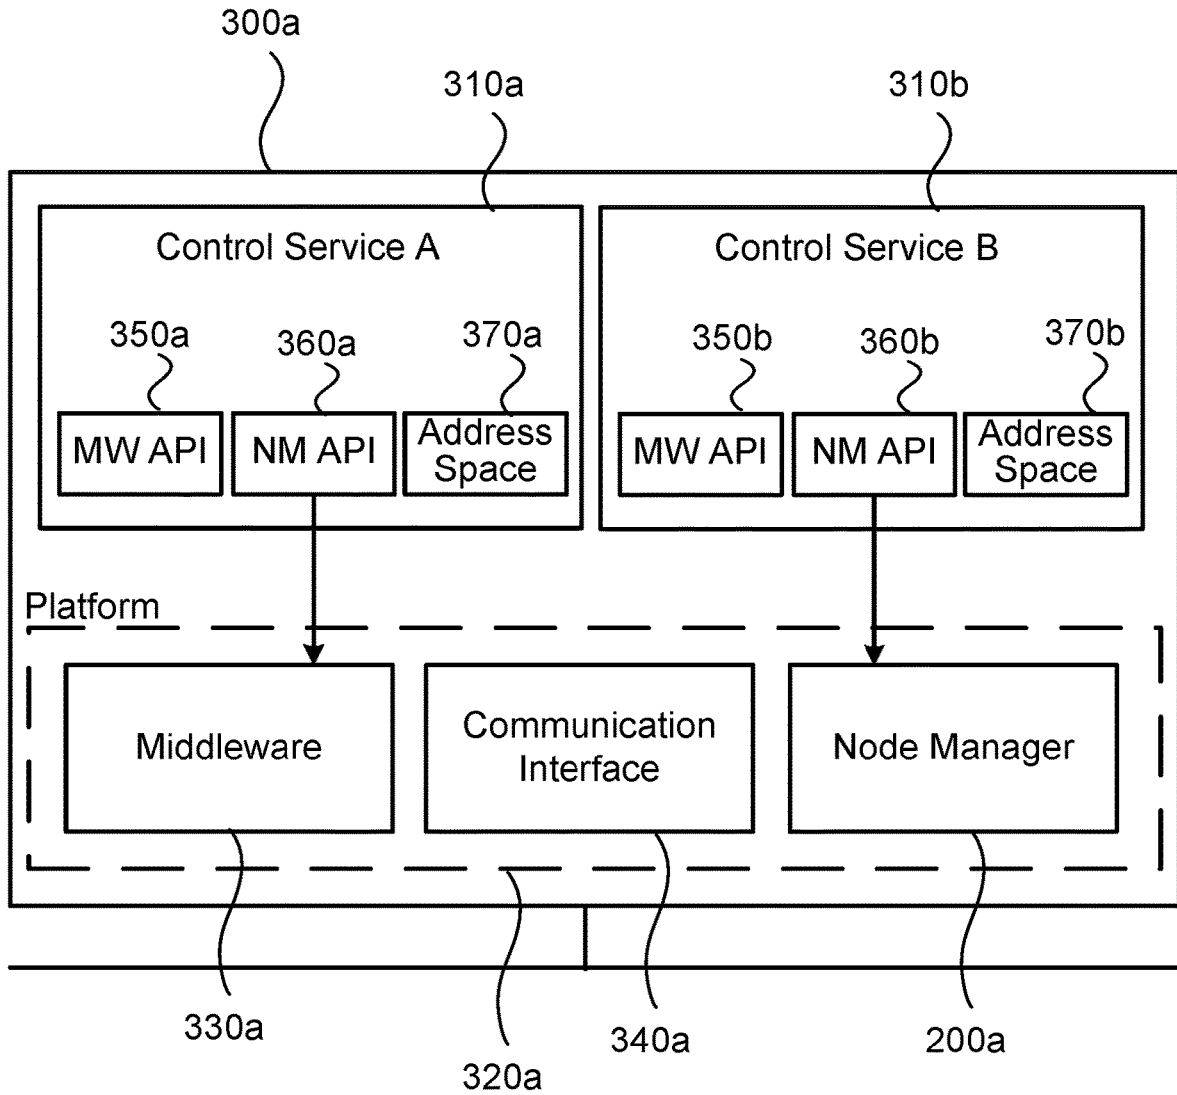 300a
310a
310b
Control Service A
Control Service B
350a
360a
370a
350b
360b
370b
MW API
NM API
Address
Space
MW API
NM API
Address
Space
Platform
Middleware
Communication
Interface
Node Manager
330a
320a
340a
200a